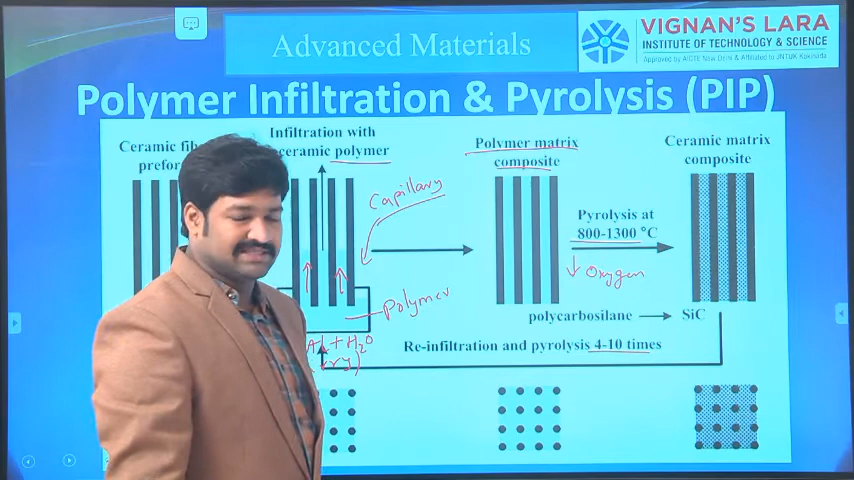 Advanced Materials
VIGNAN'S LARA
INSTITUTE OF TECHNOLOGY & SCIENCE
Approved by AICTE New Delhi & Affiliated to JNTUK Kakinada
Polymer Infiltration & Pyrolysis (PIP)
Ceramic
Infiltration with
ceramic polymer
Polymer matrix
composite
Ceramic matrix
composite
Capillary
Pyrolysis at
800-1300 °C
Oxygen
Polymer
polycarbosilane
SiC
+ H2O
Re-infiltration and pyrolysis 4-10 times